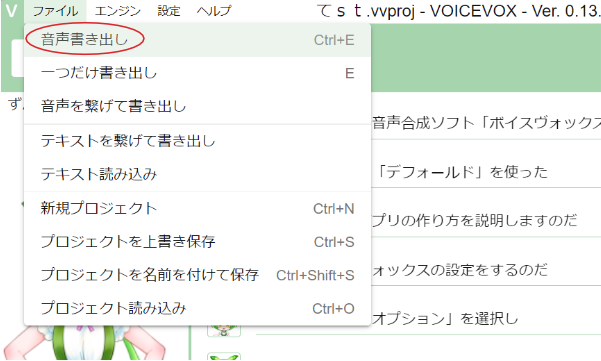 V ファイル エンジン 設定 ヘルプ てｓｔ.vvproj - VOICEVOX - Ver. 0.13.
音声書き出し Ctrl+E
一つだけ書き出し E
音声を繋げて書き出し
ず
音声合成ソフト「ボイスヴォックス
テキストを繋げて書き出し
テキスト読み込み
「デフォールド」を使った
新規プロジェクト Ctrl+N
プリの作り方を説明しますのだ
プロジェクトを上書き保存 Ctrl+S
プロジェクトを名前を付けて保存 Ctrl+Shift+S
ォックスの設定をするのだ
プロジェクト読み込み Ctrl+O
オプション」を選択し